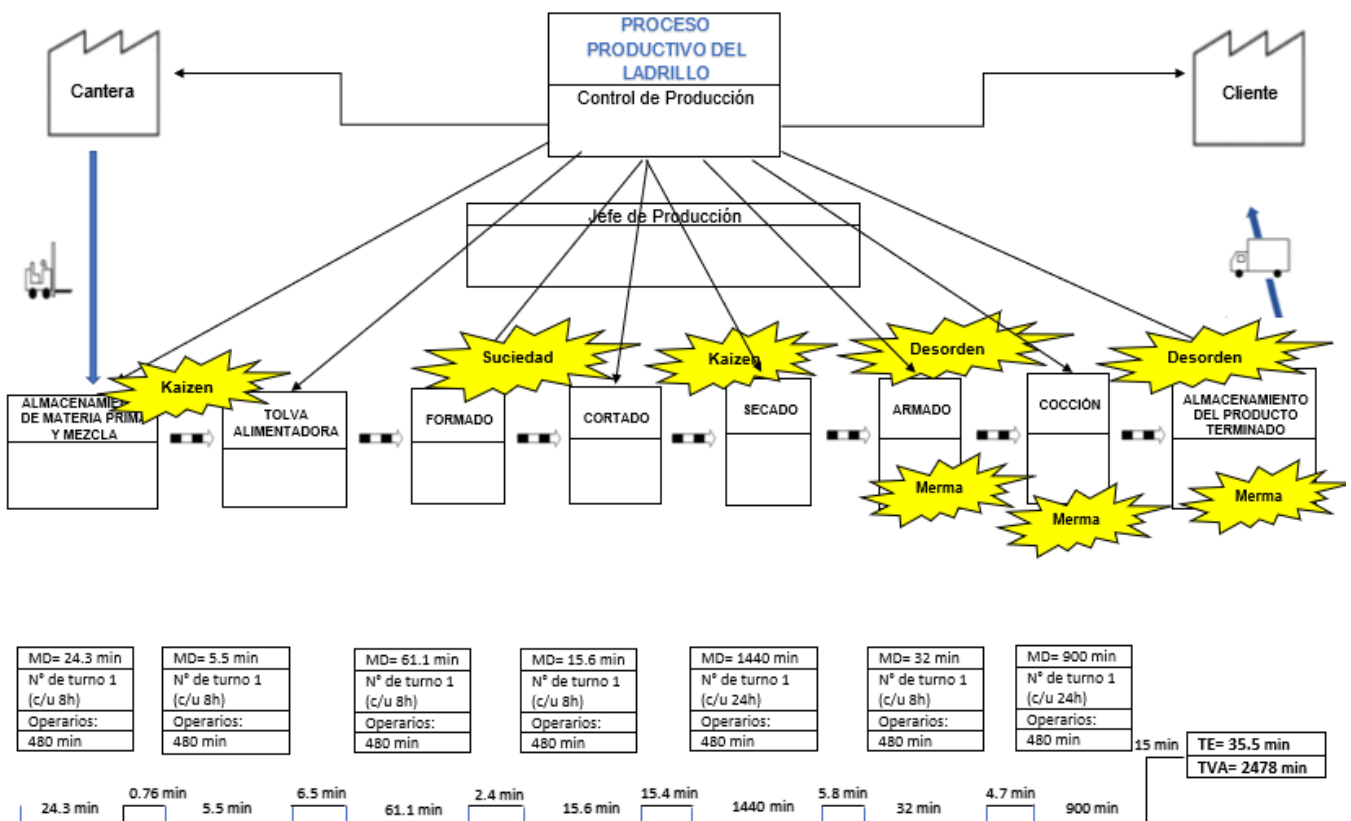 PROCESO
PRODUCTIVO DEL
LADRILLO
Control de Producción
Cantera
Cliente
Jefe de Producción
Kaizen
Suciedad
Kaizen
Desorden
Desorden
ALMACENAMIE
DE MATERIA PRIM
Y MEZCLA
TOLVA
ALIMENTADORA
FORMADO
CORTADO
SECADO
ARMADO
COCCIÓN
ALMACENAMIENTO
DEL PRODUCTO
TERMINADO
Merma
Merma
Merma
MD= 24.3 min
N° de turno 1
(c/u 8h)
Operarios:
480 min
MD= 5.5 min
N° de turno 1
(c/u 8h)
Operarios:
480 min
MD= 61.1 min
N° de turno 1
(c/u 8h)
Operarios:
480 min
MD= 15.6 min
N° de turno 1
(c/u 8h)
Operarios:
480 min
MD= 1440 min
N° de turno 1
(c/u 24h)
Operarios:
480 min
MD= 32 min
N° de turno 1
(c/u 8h)
Operarios:
480 min
MD= 900 min
N° de turno 1
(c/u 24h)
Operarios:
480 min
15 min
TE= 35.5 min
TVA= 2478 min
24.3 min
0.76 min
5.5 min
6.5 min
61.1 min
2.4 min
15.6 min
15.4 min
1440 min
5.8 min
32 min
4.7 min
900 min